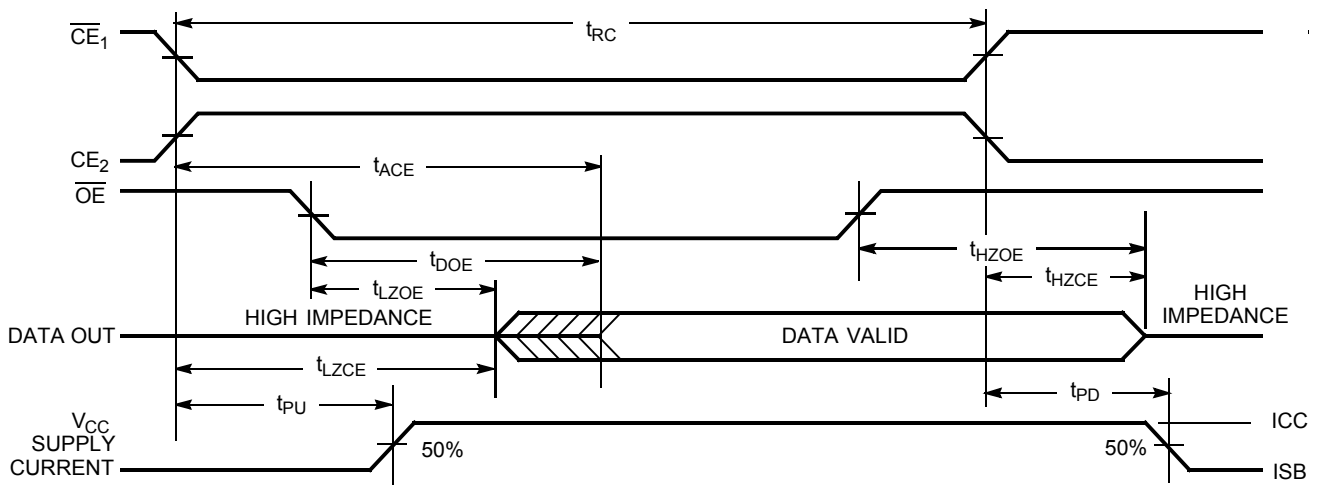 CE1
tRC
CE2
tACE
OE
tDOE
tHZOE
tLZOE
tHZCE
HIGH IMPEDANCE
HIGH
IMPEDANCE
DATA OUT
DATA VALID
tLZCE
tPU
tPD
VCC
SUPPLY
CURRENT
50%
50%
ICC
ISB